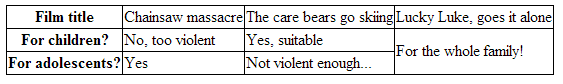 Film title Chainsaw massacre The care bears go skiing Lucky Luke, goes it alone
For children? No, too violent Yes, suitable For the whole family!
For adolescents? Yes Not violent enough...